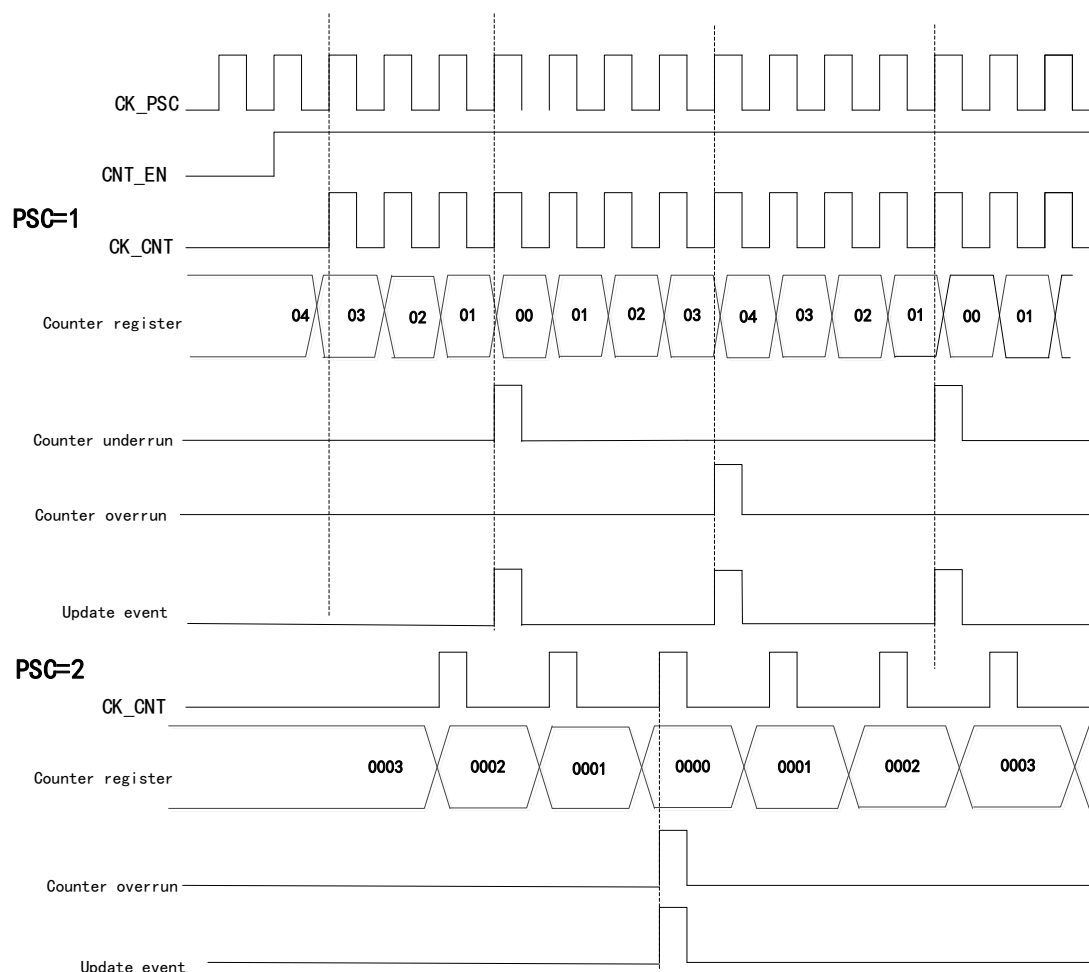 CK_PSC
CNT_EN
PSC=1
CK_CNT
Counter register 04 03 02 01 00 01 02 03 04 03 02 01 00 01
Counter underrun
Counter overrun
Update event
PSC=2
CK_CNT
Counter register 0003 0002 0001 0000 0001 0002 0003
Counter overrun
Update event